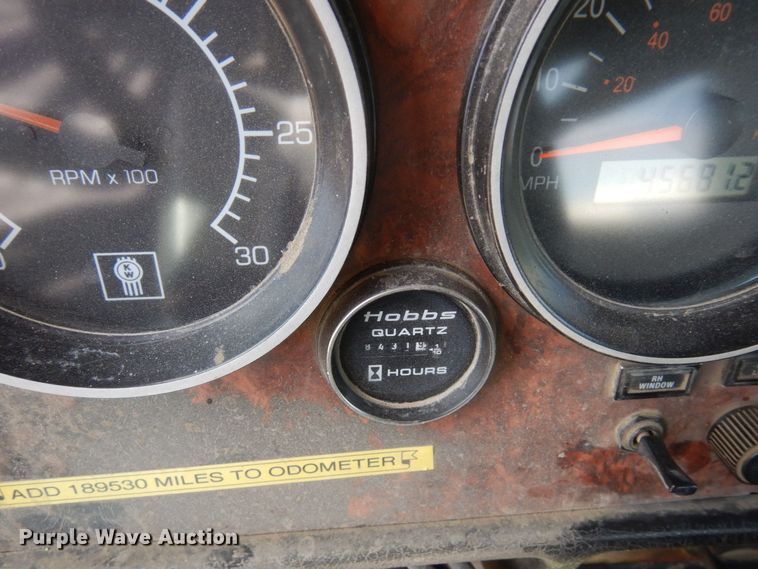 25
30
RPM x 100
KW
20
10
0
MPH
60
40
20
45681.2
Hobbs
QUARTZ
HOURS
RH
WINDOW
ADD 189530 MILES TO ODOMETER
Purple Wave Auction